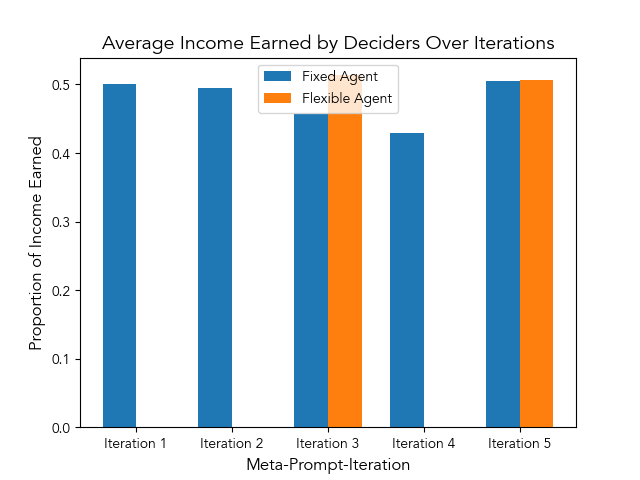 Average Income Earned by Deciders Over Iterations
Fixed Agent
Flexible Agent
Proportion of Income Earned
0.5
0.4
0.3
0.2
0.1
0.0
Iteration 1
Iteration 2
Iteration 3
Iteration 4
Iteration 5
Meta-Prompt-Iteration